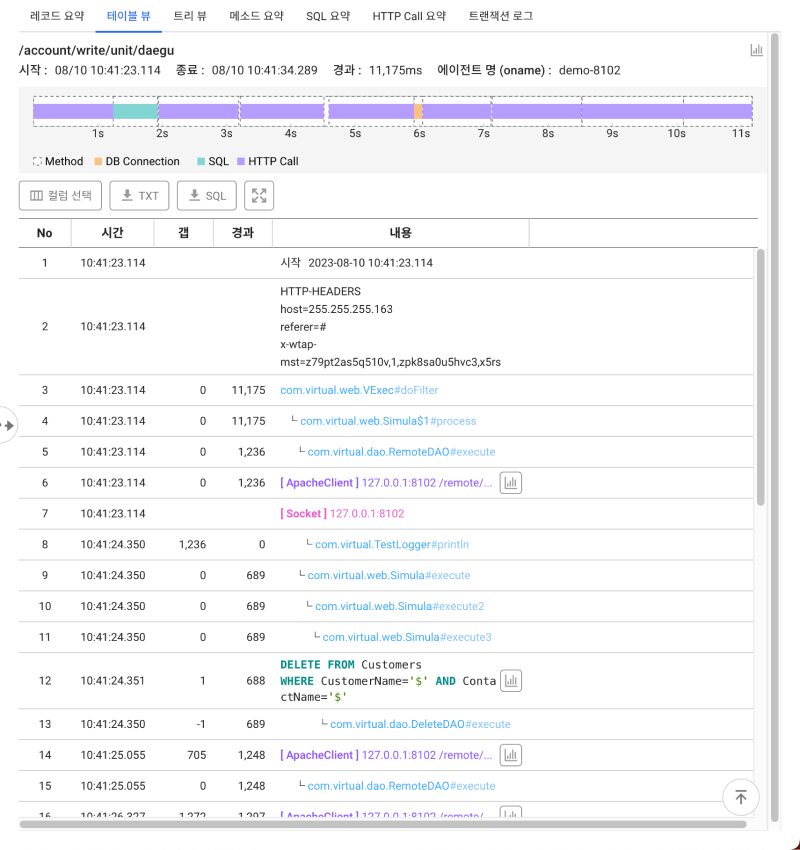 레코드 요약 테이블 뷰 트리 뷰 메소드 요약 SQL 요약 HTTP Call 요약 트랜잭션 로그
/account/write/unit/daegu
시작 : 08/10 10:41:23.114 종료 : 08/10 10:41:34.289 경과 : 11,175ms 에이전트 명 (oname) : demo-8102
1s 2s 3s 4s 5s 6s 7s 8s 9s 10s 11s
Method DB Connection SQL HTTP Call
컬럼 선택 TXT SQL
No 시간 갭 경과 내용
1 10:41:23.114 시작 2023-08-10 10:41:23.114
HTTP-HEADERS
host=255.255.255.163
2 10:41:23.114 referer=#
x-wtap-
mst=z79pt2as5q510v,1,zpk8sa0u5hvc3,x5rs
3 10:41:23.114 0 11,175 com.virtual.web.VExec#doFilter
4 10:41:23.114 0 11,175 └ com.virtual.web.Simula$1#process
5 10:41:23.114 0 1,236 └ com.virtual.dao.RemoteDAO#execute
6 10:41:23.114 0 1,236 [ ApacheClient ] 127.0.0.1:8102 /remote/...
7 10:41:23.114 [ Socket ] 127.0.0.1:8102
8 10:41:24.350 1,236 0 └ com.virtual.TestLogger#println
9 10:41:24.350 0 689 └ com.virtual.web.Simula#execute
10 10:41:24.350 0 689 └ com.virtual.web.Simula#execute2
11 10:41:24.350 0 689 └ com.virtual.web.Simula#execute3
DELETE FROM Customers
12 10:41:24.351 1 688 WHERE CustomerName='$' AND Conta
ctName='$'
13 10:41:24.350 -1 689 └ com.virtual.dao.DeleteDAO#execute
14 10:41:25.055 705 1,248 [ ApacheClient ] 127.0.0.1:8102 /remote/...
15 10:41:25.055 0 1,248 └ com.virtual.dao.RemoteDAO#execute
16 10:41:26.327 1,272 1,297 [ ApacheClient ] 127.0.0.1:8102 /remote/...